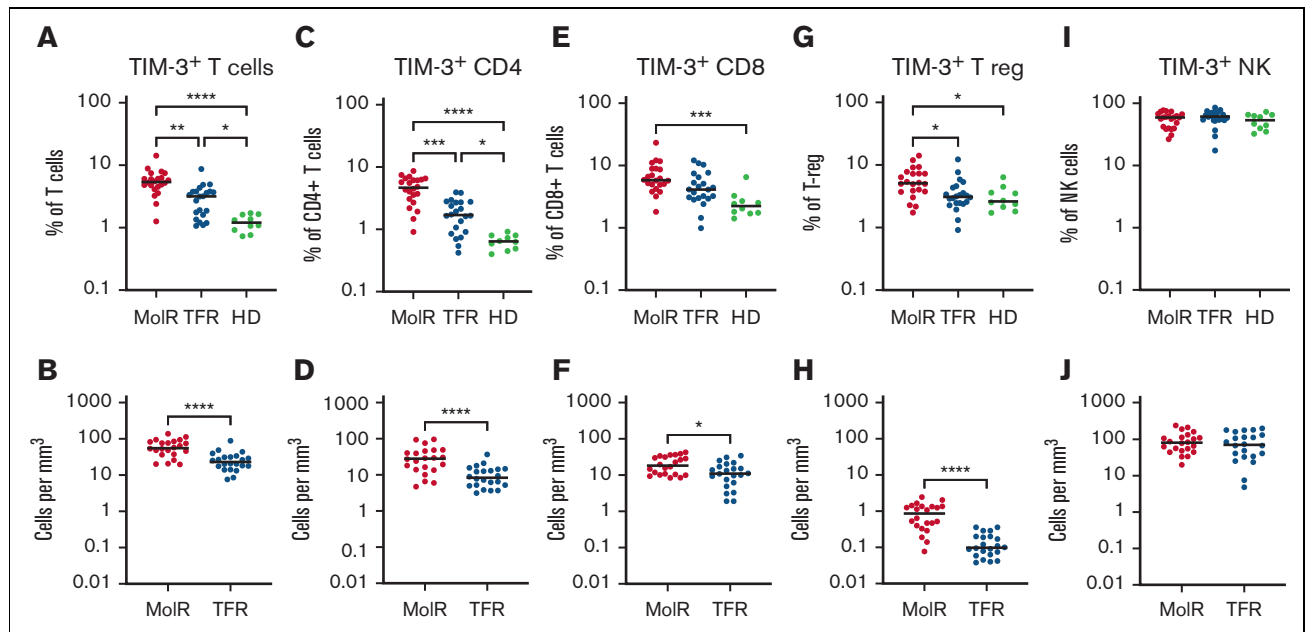 A
TIM-3+ T cells
% of T cells
100
10
1
0.1
****
**
*
MolR TFR HD
C
TIM-3+ CD4
% of CD4+ T cells
100
10
1
0.1
****
***
*
MolR TFR HD
E
TIM-3+ CD8
% of CD8+ T cells
100
10
1
0.1
***
MolR TFR HD
G
TIM-3+ T reg
% of T-reg
100
10
1
0.1
*
*
MolR TFR HD
I
TIM-3+ NK
% of NK cells
100
10
1
0.1
MolR TFR HD
B
Cells per mm3
1000
100
10
1
0.1
0.01
****
MolR TFR
D
Cells per mm3
1000
100
10
1
0.1
0.01
****
MolR TFR
F
Cells per mm3
1000
100
10
1
0.1
0.01
*
MolR TFR
H
Cells per mm3
1000
100
10
1
0.1
0.01
****
MolR TFR
J
Cells per mm3
1000
100
10
1
0.1
0.01
MolR TFR